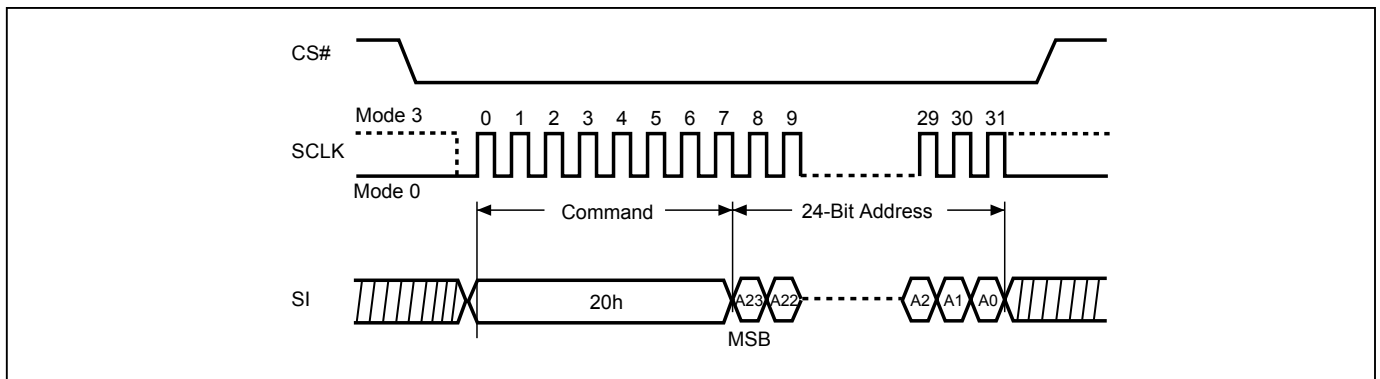 CS#
Mode 3
0 1 2 3 4 5 6 7 8 9 29 30 31
SCLK
Mode 0
Command 24-Bit Address
SI 20h A23 A22 A2 A1 A0
MSB